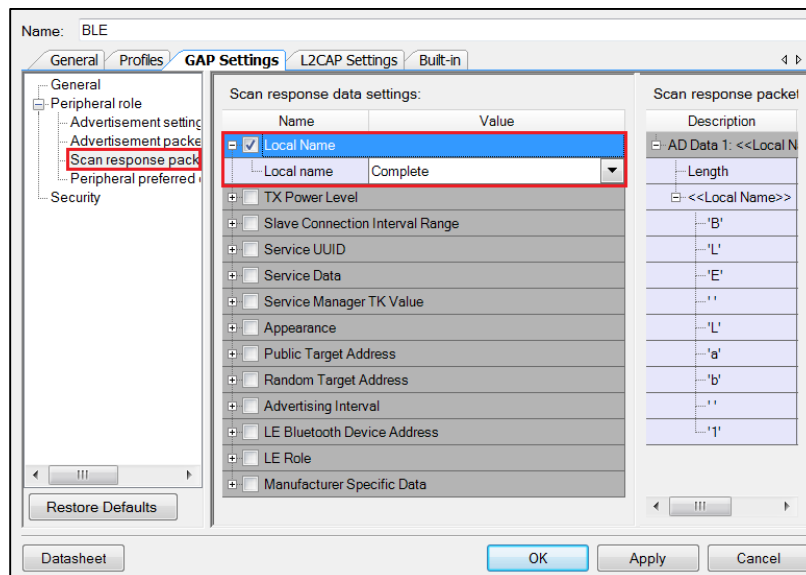 Name: BLE
General Profiles GAP Settings L2CAP Settings Built-in
General
Peripheral role
Advertisement setting
Advertisement packe
Scan response pack
Peripheral preferred
Security
Restore Defaults
Scan response data settings:
Name Value
Local Name
Local name Complete
TX Power Level
Slave Connection Interval Range
Service UUID
Service Data
Service Manager TK Value
Appearance
Public Target Address
Random Target Address
Advertising Interval
LE Bluetooth Device Address
LE Role
Manufacturer Specific Data
Scan response packet
Description
AD Data 1: <<Local N
Length
<<Local Name>>
'B'
'L'
'E'
' '
'L'
'a'
'b'
' '
'1'
Datasheet OK Apply Cancel